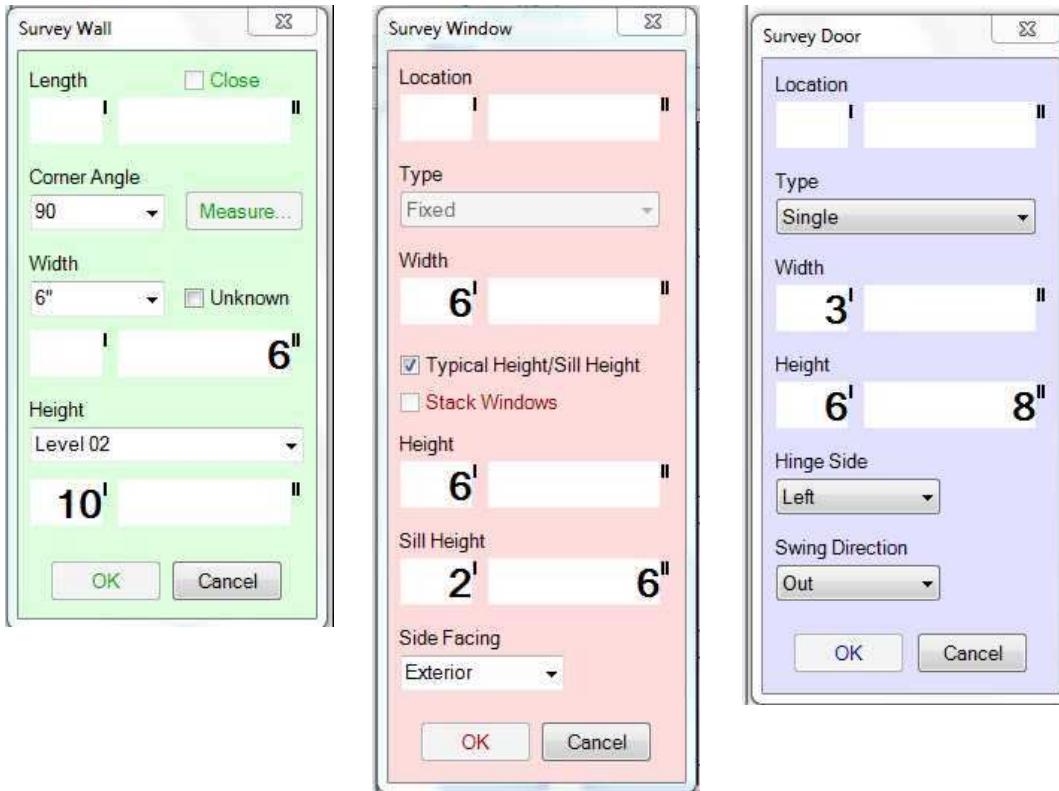 Survey Wall
Length Close
' "
Corner Angle
90 Measure...
Width
6" Unknown
' 6"
Height
Level 02
10' "
OK Cancel
Survey Window
Location
' "
Type
Fixed
Width
6' "
Typical Height/Sill Height
Stack Windows
Height
6' "
Sill Height
2' 6"
Side Facing
Exterior
OK Cancel
Survey Door
Location
' "
Type
Single
Width
3' "
Height
6' 8"
Hinge Side
Left
Swing Direction
Out
OK Cancel